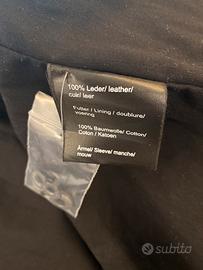 100% Leder/ leather/
cuir/ leer
Futter / Lining / doublure/
voering
100% Baumwolle/ Cotton/
Coton / Katoen
Ärmel/ Sleeve/ manche/
mouw
subito